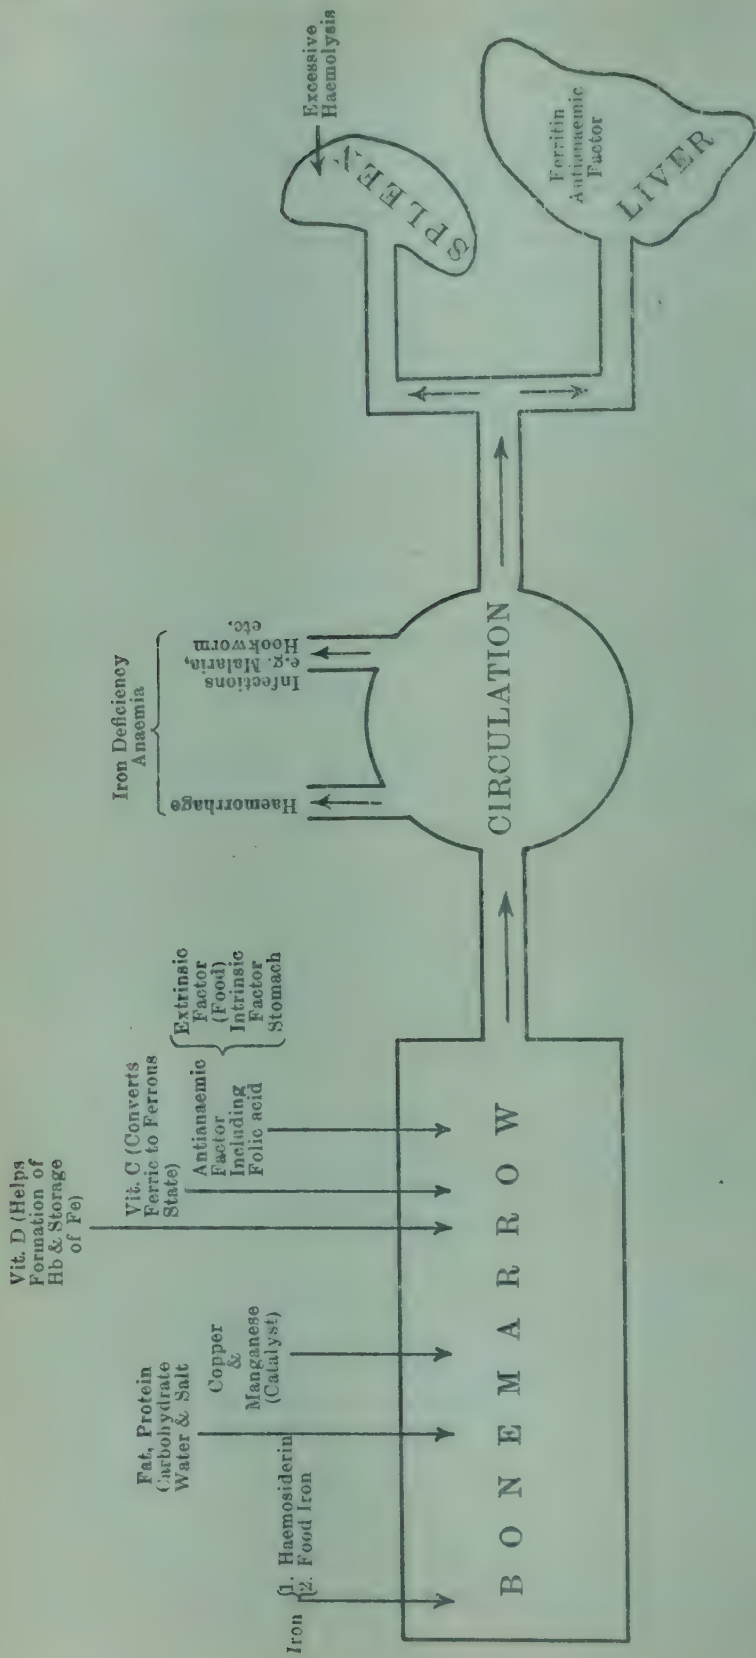 Iron
1. Haemosiderin
2. Food Iron
Fat, Protein
Carbohydrate
Water & Salt
Copper
&
Manganese
(Catalyst)
Vit. D (Helps
Formation of
Hb & Storage
of Fe)
Vit. C (Converts
Ferric to Ferrous
State)
Antianaemic
Factor
Including
Folic acid
Extrinsic
Factor
(Food)
Intrinsic
Factor
Stomach
BONEMARROW
Iron Deficiency
Anaemia
Haemorrhage
Infections
e.g. Malaria,
Hookworm
etc.
CIRCULATION
Excessive
Haemolysis
SPLEEN
Ferritin
Antianaemic
Factor
LIVER